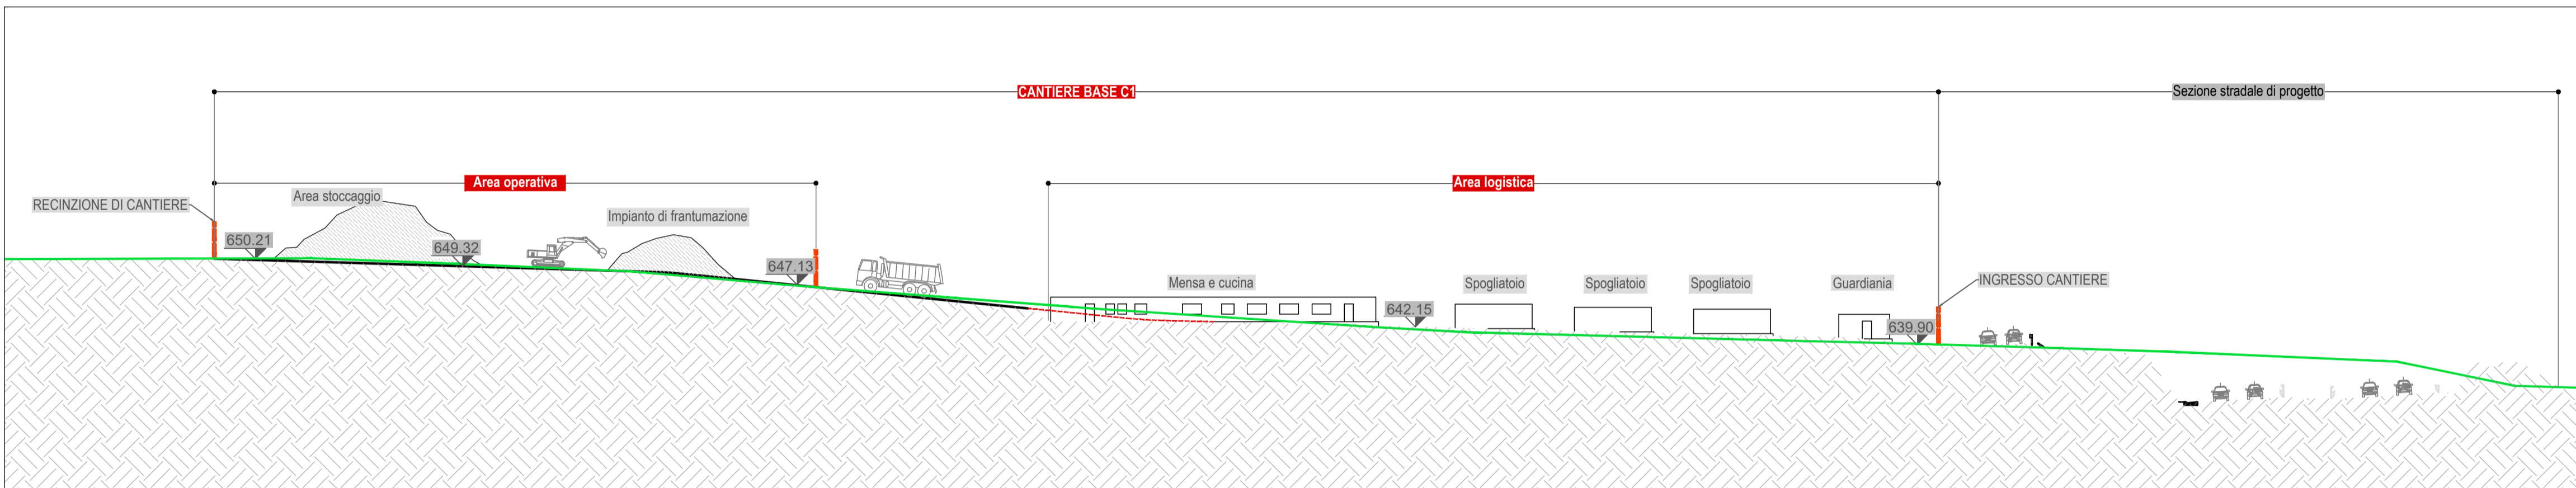 CANTIERE BASE C1
Sezione stradale di progetto
Area operativa
Area logistica
RECINZIONE DI CANTIERE
Area stoccaggio
Impianto di frantumazione
650.21
649.32
647.13
Mensa e cucina
642.15
Spogliatoio
Spogliatoio
Spogliatoio
Guardiania
639.90
INGRESSO CANTIERE